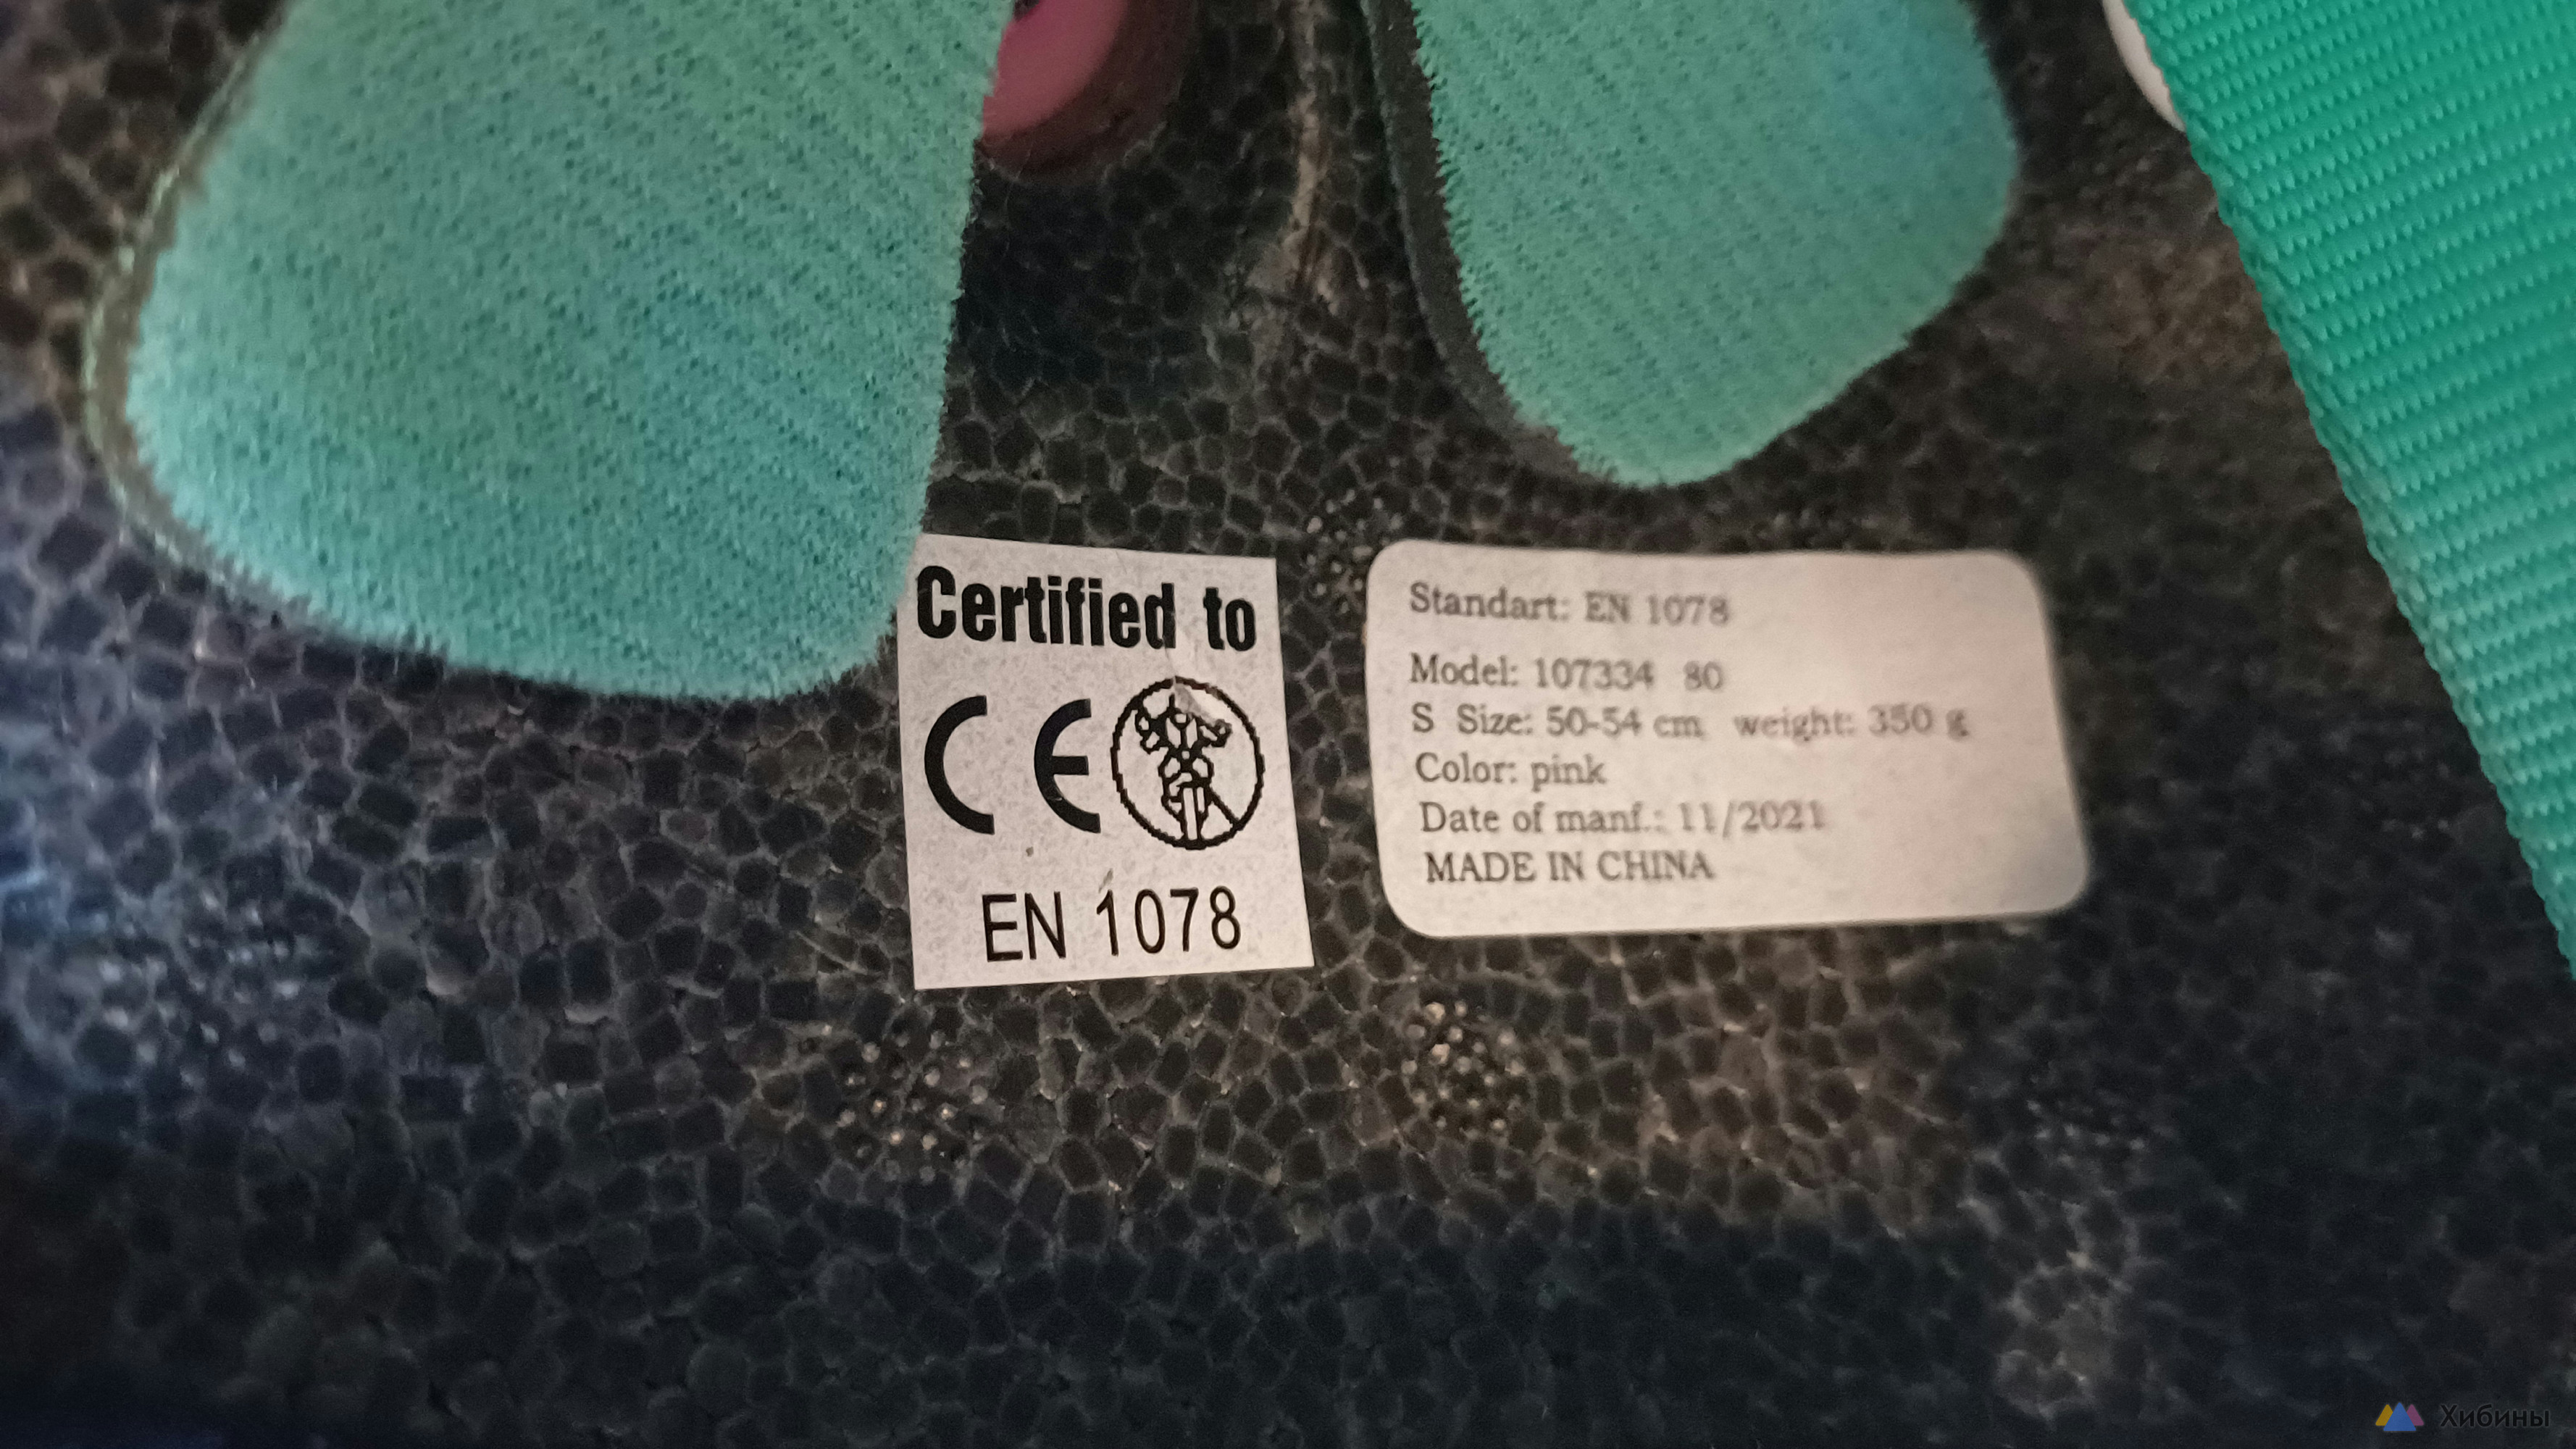 Certified to
CE
EN 1078
Standart: EN 1078
Model: 107334 80
S Size: 50-54 cm weight: 350 g
Color: pink
Date of manf.: 11/2021
MADE IN CHINA
Хибины